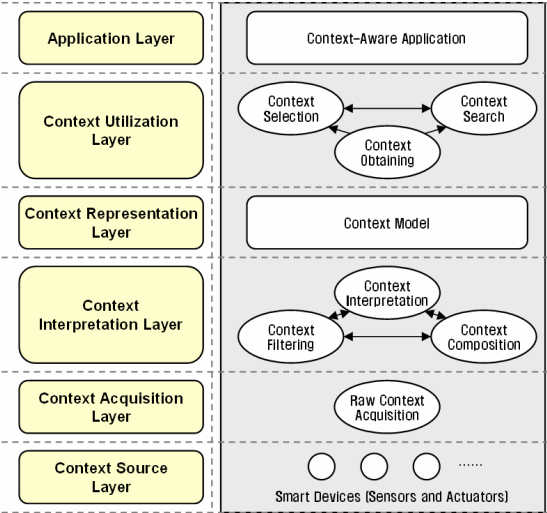 Application Layer
Context-Aware Application
Context Utilization
Layer
Context
Selection
Context
Search
Context
Obtaining
Context Representation
Layer
Context Model
Context
Interpretation Layer
Context
Interpretation
Context
Filtering
Context
Composition
Context Acquisition
Layer
Raw Context
Acquisition
Context Source
Layer
......
Smart Devices (Sensors and Actuators)